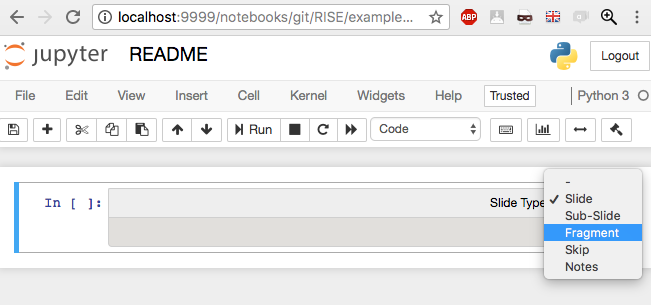 localhost:9999/notebooks/git/RISE/example...
ABP
jupyter README
Logout
File Edit View Insert Cell Kernel Widgets Help Trusted Python 3
Run Code
-
In [ ]: Slide Type ✓ Slide
Sub-Slide
Fragment
Skip
Notes